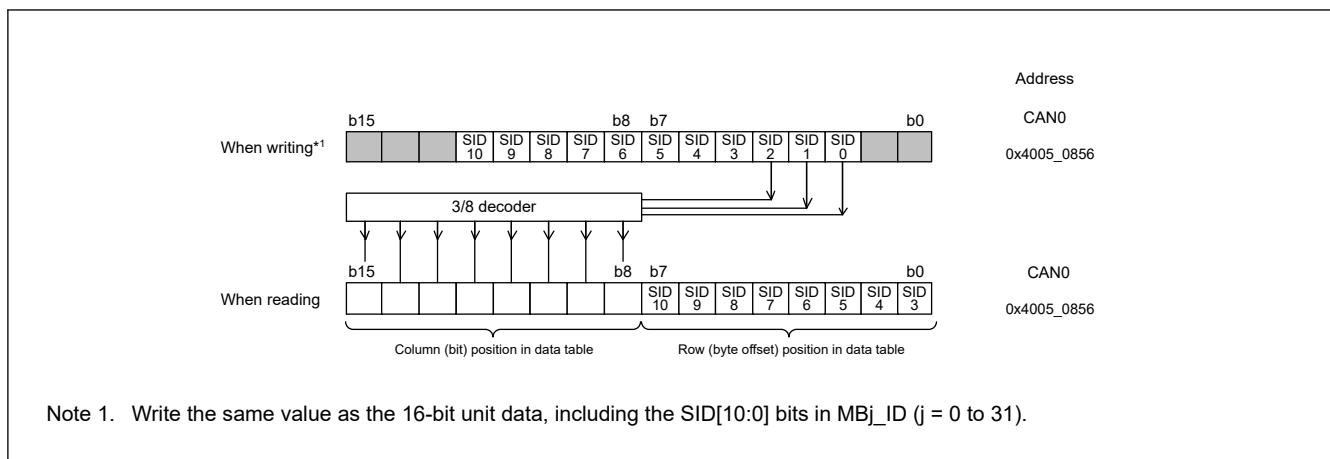 Address
b15 b8 b7 b0 CAN0
When writing*1 SID 10 SID 9 SID 8 SID 7 SID 6 SID 5 SID 4 SID 3 SID 2 SID 1 SID 0 0x4005_0856
3/8 decoder
b15 b8 b7 b0 CAN0
When reading SID 10 SID 9 SID 8 SID 7 SID 6 SID 5 SID 4 SID 3 0x4005_0856
Column (bit) position in data table Row (byte offset) position in data table
Note 1. Write the same value as the 16-bit unit data, including the SID[10:0] bits in MBj_ID (j = 0 to 31).